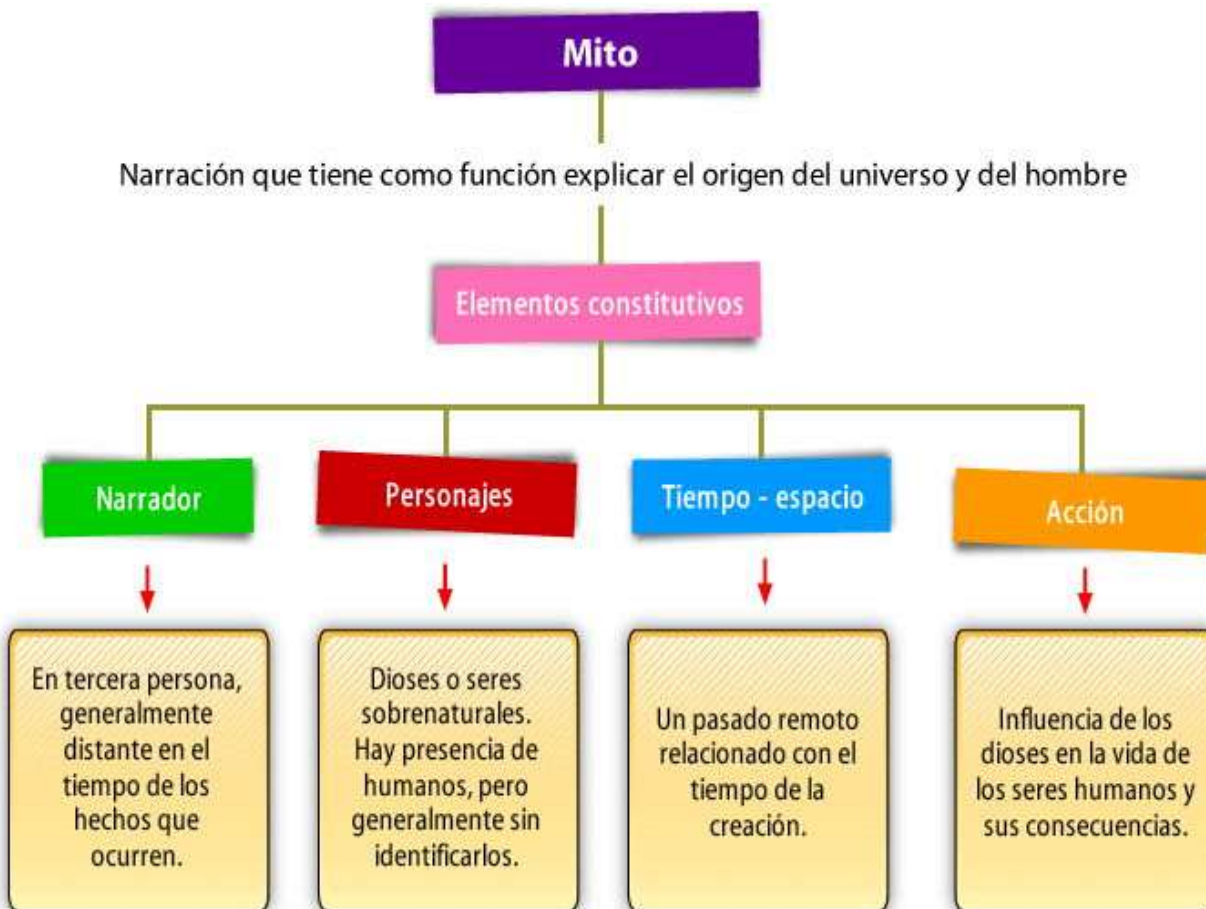 Mito
Narración que tiene como función explicar el origen del universo y del hombre
Elementos constitutivos
Narrador
Personajes
Tiempo - espacio
Acción
En tercera persona,
generalmente
distante en el
tiempo de los
hechos que
ocurren.
Dioses o seres
sobrenaturales.
Hay presencia de
humanos, pero
generalmente sin
identificarlos.
Un pasado remoto
relacionado con el
tiempo de la
creación.
Influencia de los
dioses en la vida de
los seres humanos y
sus consecuencias.